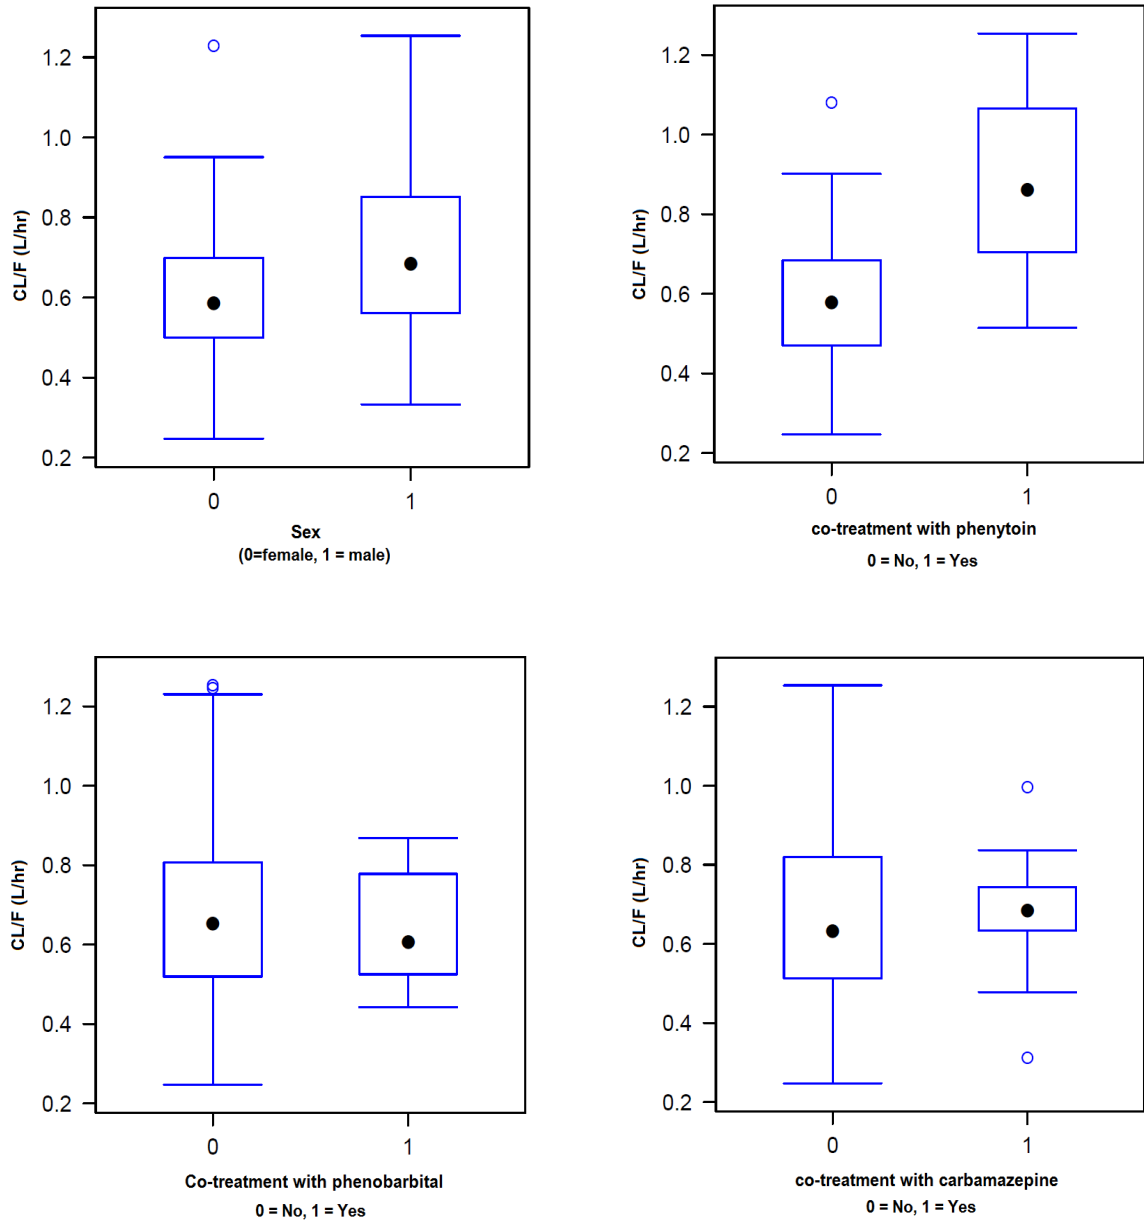 1.2
1.0
0.8
0.6
0.4
0.2
CL/F (L/hr)
0 1
Sex
(0=female, 1 = male)
1.2
1.0
0.8
0.6
0.4
0.2
CL/F (L/hr)
0 1
co-treatment with phenytoin
0 = No, 1 = Yes
1.2
1.0
0.8
0.6
0.4
0.2
CL/F (L/hr)
0 1
Co-treatment with phenobarbital
0 = No, 1 = Yes
1.2
1.0
0.8
0.6
0.4
0.2
CL/F (L/hr)
0 1
co-treatment with carbamazepine
0 = No, 1 = Yes